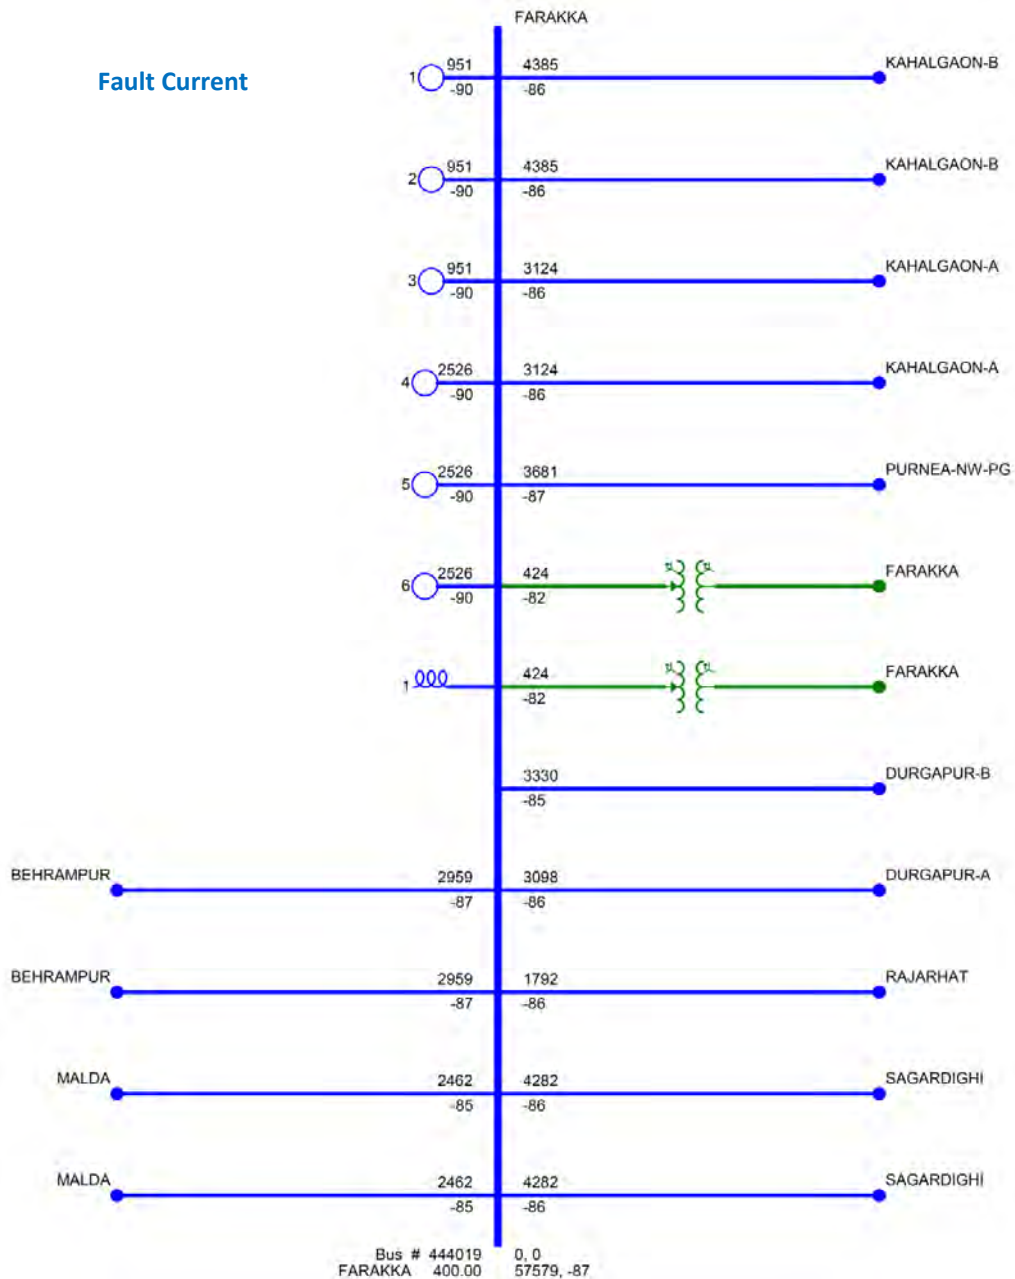 FARAKKA
Fault Current
1 951 4385 KAHALGAON-B
-90 -86
2 951 4385 KAHALGAON-B
-90 -86
3 951 3124 KAHALGAON-A
-90 -86
4 2526 3124 KAHALGAON-A
-90 -86
5 2526 3681 PURNEA-NW-PG
-90 -87
6 2526 424 FARAKKA
-90 -82
1 424 FARAKKA
-82
3330 DURGAPUR-B
-85
BEHRAMPUR 2959 3098 DURGAPUR-A
-87 -86
BEHRAMPUR 2959 1792 RAJARHAT
-87 -86
MALDA 2462 4282 SAGARDIGHI
-85 -86
MALDA 2462 4282 SAGARDIGHI
-85 -86
Bus # 444019 0, 0
FARAKKA 400.00 57579, -87